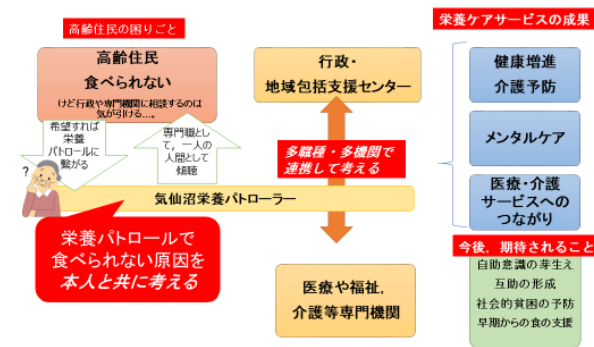 高齢住民の困りごと
高齢住民
食べられない
けど行政や専門機関に相談するのは
気が引ける…。
希望すれば
栄養
パトロールに
繋がる
専門職とし
て，一人の
人間として
傾聴
?
気仙沼栄養パトローラー
栄養パトロールで
食べられない原因を
本人と共に考える
行政・
地域包括支援センター
多職種・多機関で
連携して考える
医療や福祉，
介護等専門機関
栄養ケアサービスの成果
健康増進
介護予防
メンタルケア
医療・介護
サービスへの
つながり
今後，期待されること
自助意識の芽生え
互助の形成
社会的貧困の予防
早期からの食の支援